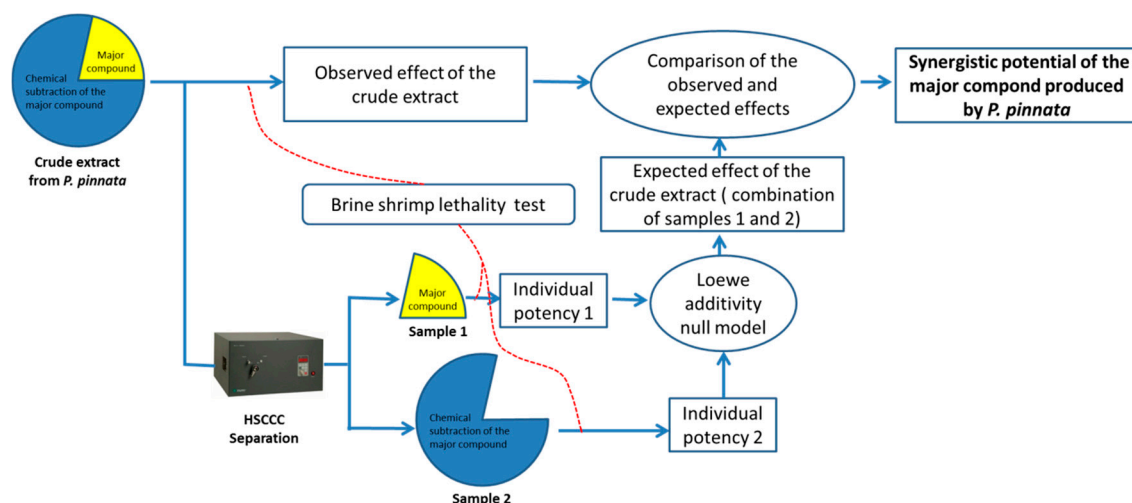 Major
compound
Chemical
subtraction of the
major compound
Crude extract
from P. pinnata
Observed effect of the
crude extract
Comparison of the
observed and
expected effects
Synergistic potential of the
major compond produced
by P. pinnata
Expected effect of the
crude extract ( combination
of samples 1 and 2)
Brine shrimp lethality test
Major
compound
Sample 1
Individual
potency 1
Loewe
additivity
null model
HSCCC
Separation
Chemical
subtraction of the
major compound
Sample 2
Individual
potency 2